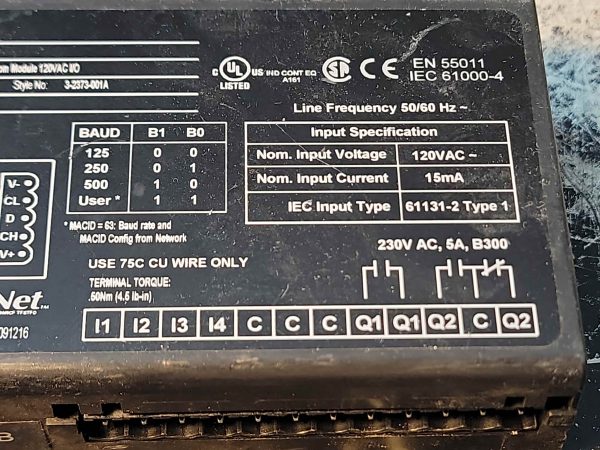 om Module 120VAC I/O
Style No: 3-2373-001A
C UL US LISTED
IND CONT EQ
A161
CE
EN 55011
IEC 61000-4
Line Frequency 50/60 Hz ~
BAUD B1 B0
125 0 0
250 0 1
500 1 0
User * 1 1
* MACID = 63: Baud rate and
MACID Config from Network
Input Specification
Nom. Input Voltage 120VAC ~
Nom. Input Current 15mA
IEC Input Type 61131-2 Type 1
V-
CL
D
CH
V+
USE 75C CU WIRE ONLY
TERMINAL TORQUE:
.50Nm (4.5 lb-in)
230V AC, 5A, B300
Net™
091216
I1 I2 I3 I4 C C C Q1 Q1 Q2 C Q2
B